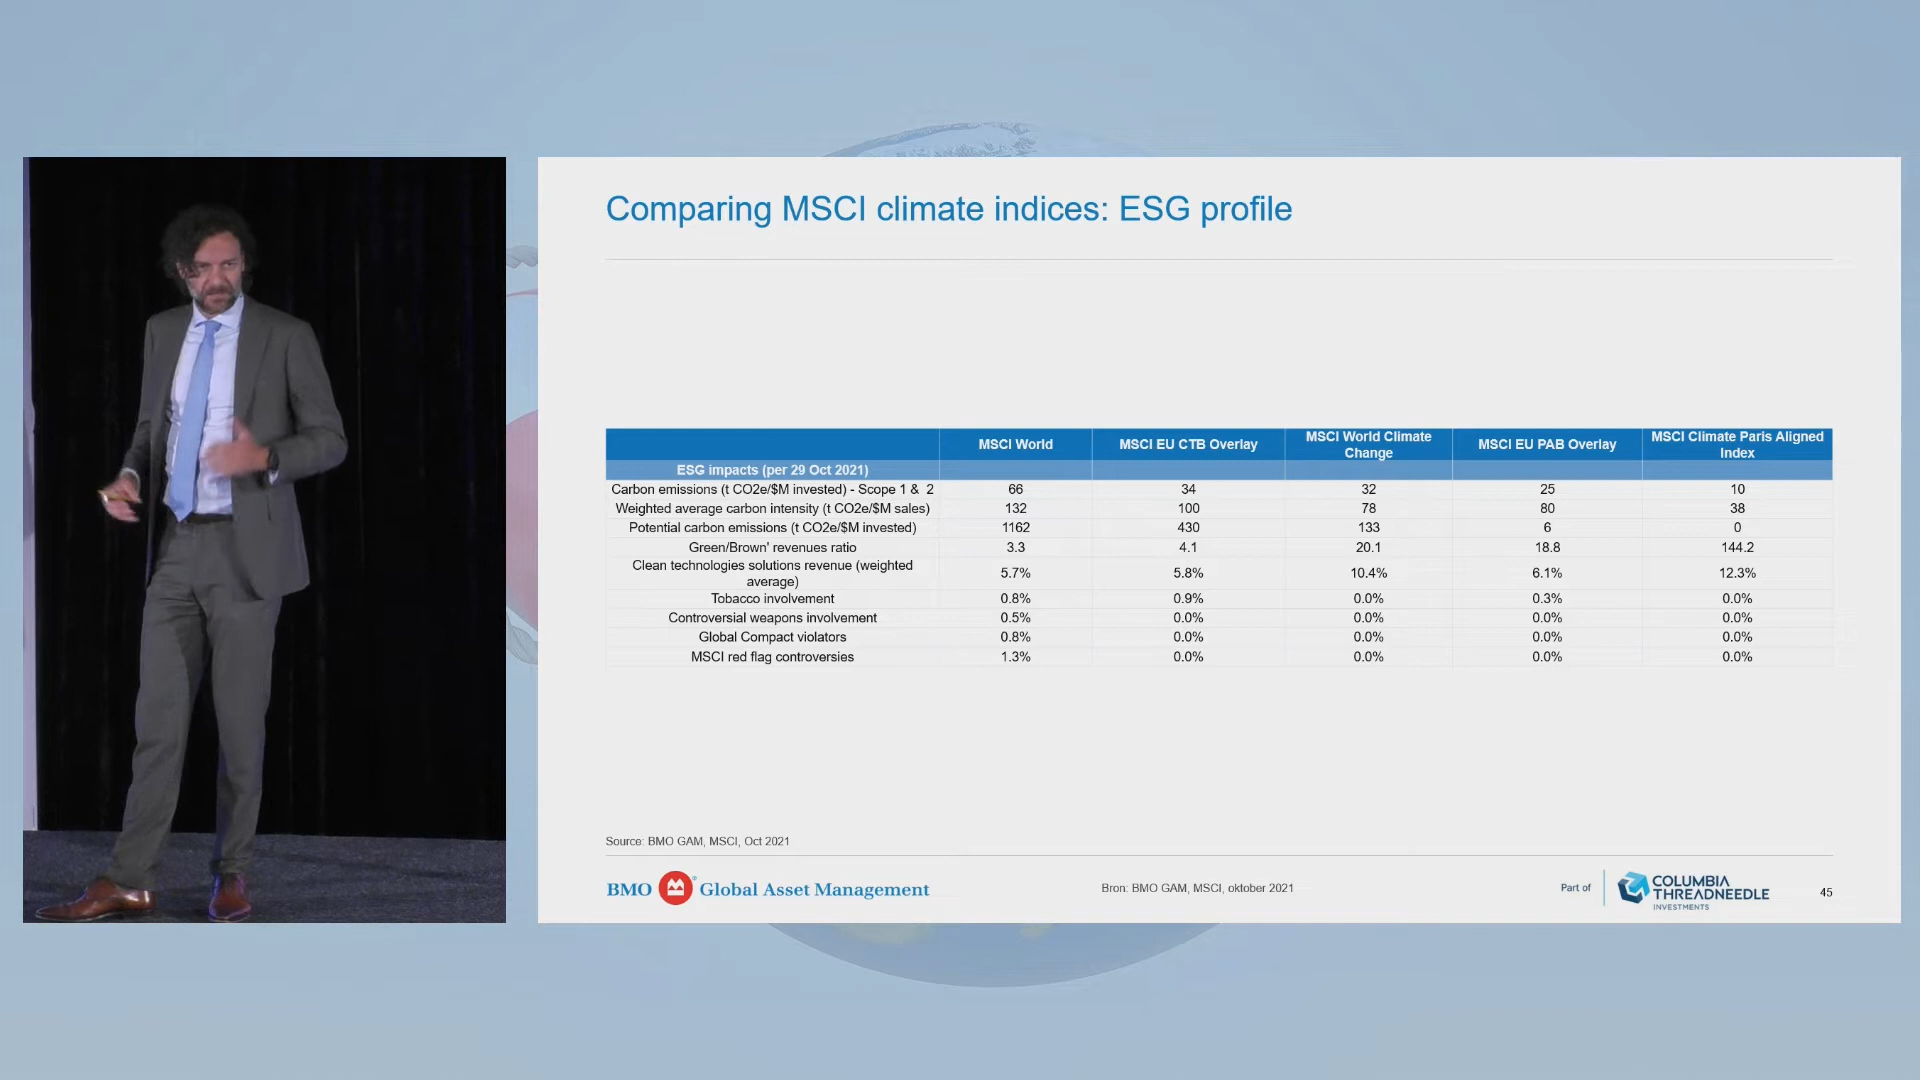 Comparing MSCI climate indices: ESG profile
MSCI World MSCI EU CTB Overlay MSCI World Climate Change MSCI EU PAB Overlay MSCI Climate Paris Aligned Index
ESG impacts (per 29 Oct 2021)
Carbon emissions (t CO2e/$M invested) - Scope 1 & 2 66 34 32 25 10
Weighted average carbon intensity (t CO2e/$M sales) 132 100 78 80 38
Potential carbon emissions (t CO2e/$M invested) 1162 430 133 6 0
Green/Brown' revenues ratio 3.3 4.1 20.1 18.8 144.2
Clean technologies solutions revenue (weighted average) 5.7% 5.8% 10.4% 6.1% 12.3%
Tobacco involvement 0.8% 0.9% 0.0% 0.3% 0.0%
Controversial weapons involvement 0.5% 0.0% 0.0% 0.0% 0.0%
Global Compact violators 0.8% 0.0% 0.0% 0.0% 0.0%
MSCI red flag controversies 1.3% 0.0% 0.0% 0.0% 0.0%
Source: BMO GAM, MSCI, Oct 2021
BMO Global Asset Management
Bron: BMO GAM, MSCI, oktober 2021
Part of
COLUMBIA
THREADNEEDLE
INVESTMENTS
45